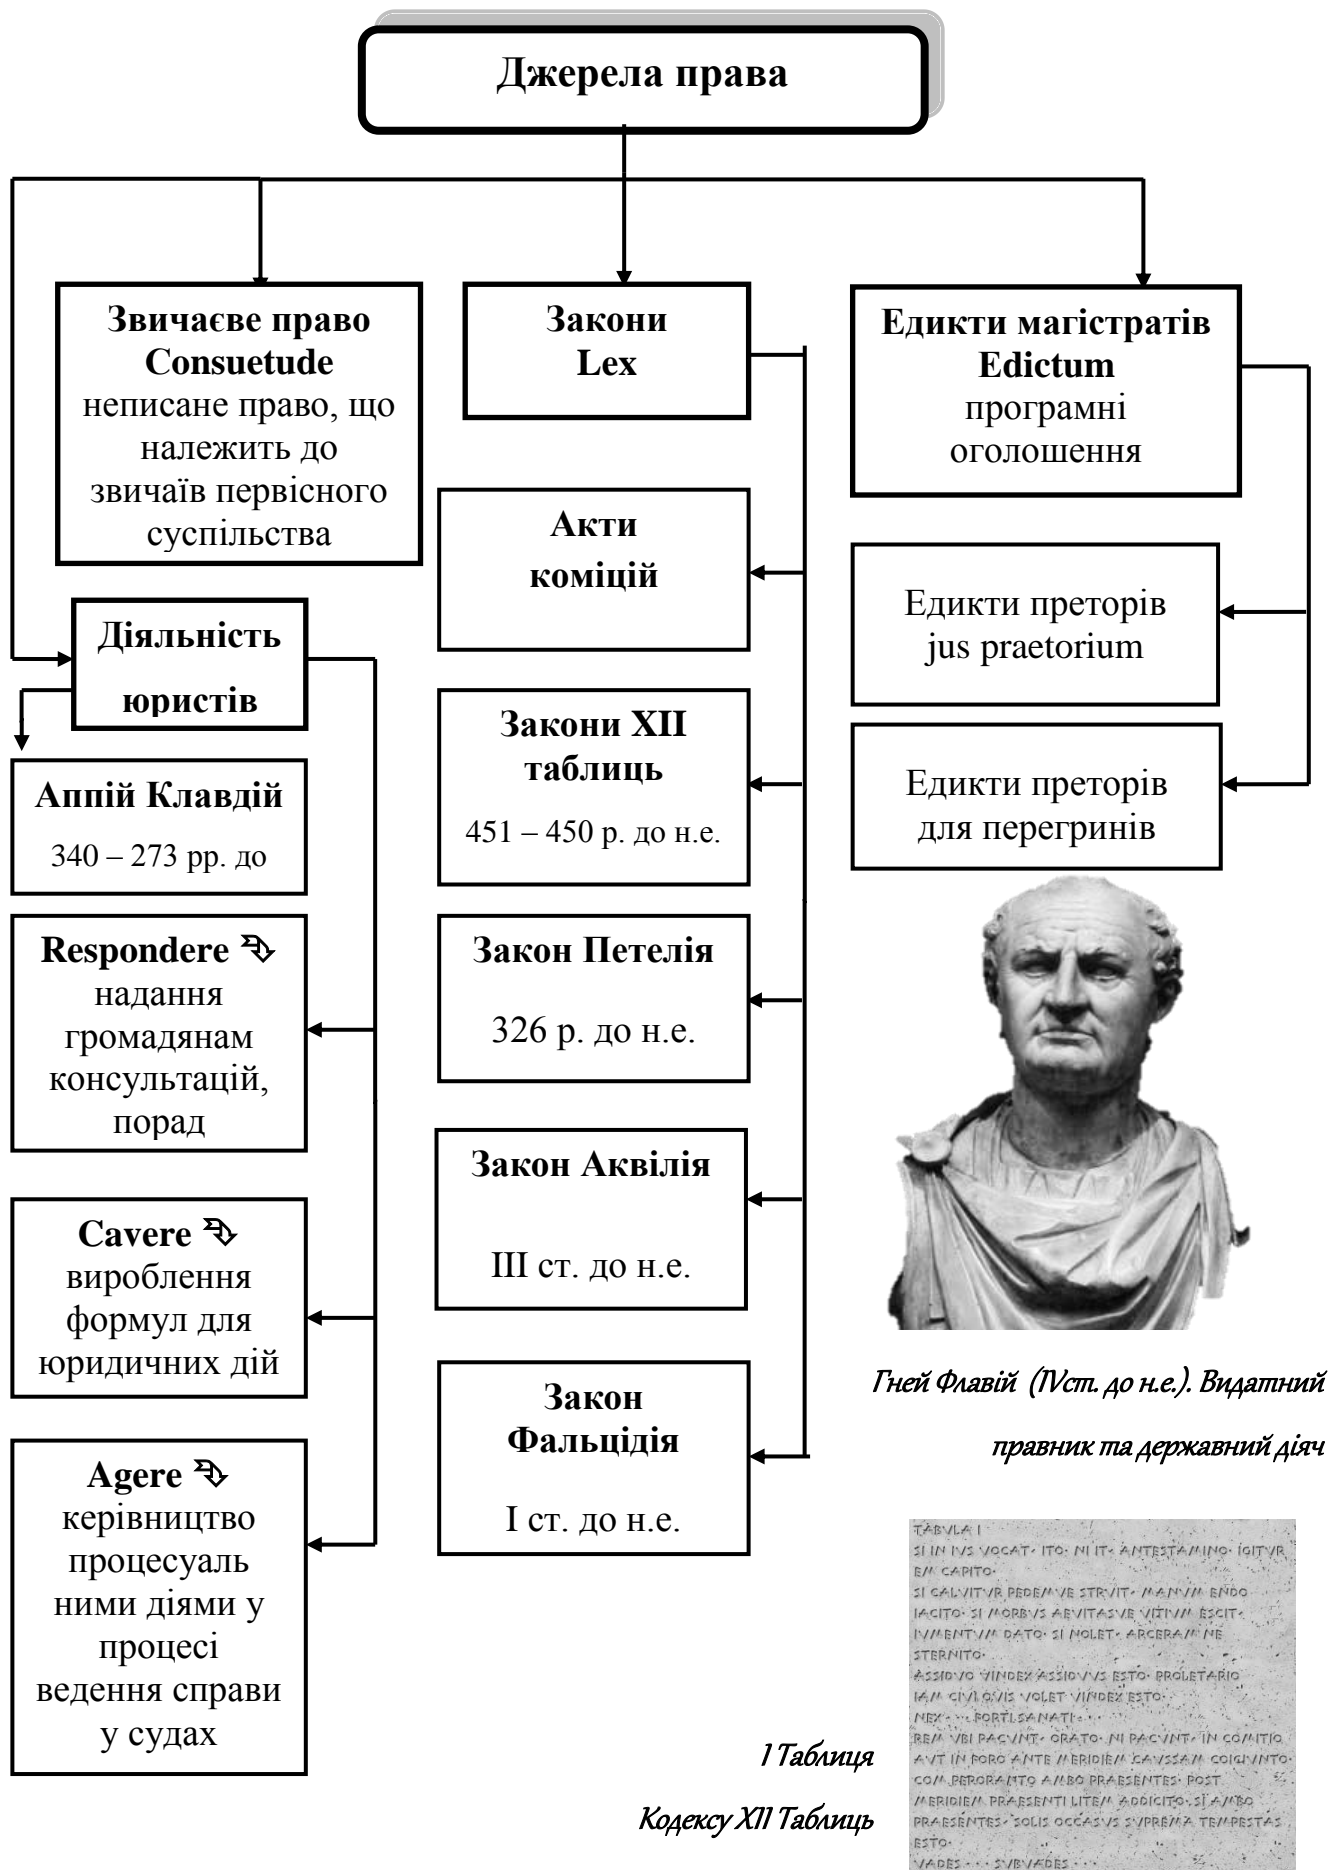 Джерела права
Звичаєве право
Consuetude
неписане право, що
належить до
звичаїв первісного
суспільства
Закони
Lex
Едикти магістратів
Edictum
програмні
оголошення
Акти
коміцій
Едикти преторів
jus praetorium
Діяльність
юристів
Закони XII
таблиць
451 – 450 р. до н.е.
Едикти преторів
для перегринів
Аппій Клавдій
340 – 273 рр. до
Respondere
надання
громадянам
консультацій,
порад
Закон Петелія
326 р. до н.е.
Закон Аквілія
III ст. до н.е.
Cavere
вироблення
формул для
юридичних дій
Закон
Фальцідія
I ст. до н.е.
Agere
керівництво
процесуаль
ними діями у
процесі
ведення справи
у судах
Гней Флавій (IVст. до н.е.). Видатний
правник та державний діяч
TABVLA I
SI IN IVS VOCAT· ITO· NI IT· ANTESTAMINO· IGITVR
EM CAPITO·
SI CALVITVR PEDEMVE STRVIT· MANVM ENDO
IACITO· SI MORBVS AEVITASVE VITIVM ESCIT·
IVMENTVM DATO· SI NOLET· ARCERAM NE
STERNITO·
ASSIDVO VINDEX ASSIDVVS ESTO· PROLETARIO
IAM CIVI QVIS VOLET VINDEX ESTO·
NEX · · · FORTI SANATI · · ·
REM VBI PACVNT· ORATO· NI PACVNT· IN COMITIO
AVT IN FORO ANTE MERIDIEM CAVSSAM COICIVNTO·
COM PERORANTO AMBO PRAESENTES· POST
MERIDIEM PRAESENTI LITEM ADDICITO· SI AMBO
PRAESENTES· SOLIS OCCASVS SVPREMA TEMPESTAS
ESTO·
VADES · · · SVBVADES · · ·
I Таблиця
Кодексу XII Таблиць